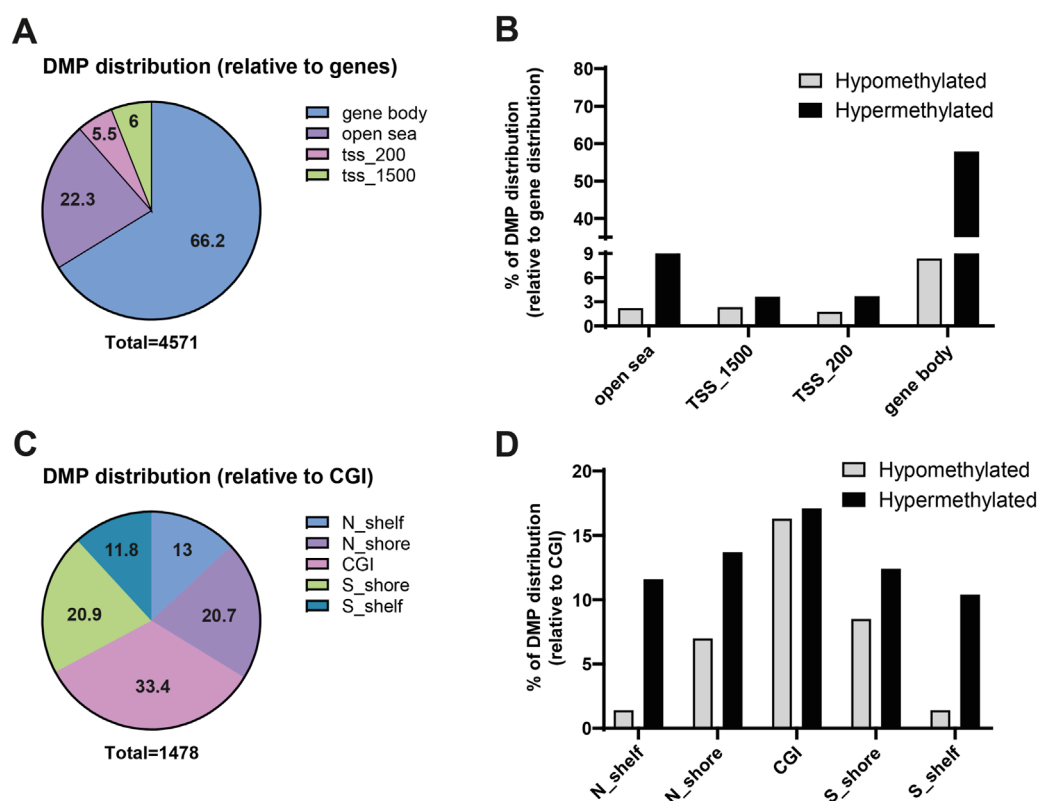 A
DMP distribution (relative to genes)
6
5.5
22.3
66.2
gene body
open sea
tss_200
tss_1500
Total=4571
B
% of DMP distribution
(relative to gene distribution)
80
70
60
50
40
9
6
3
0
Hypomethylated
Hypermethylated
open sea
TSS_1500
TSS_200
gene body
C
DMP distribution (relative to CGI)
11.8
13
20.9
20.7
33.4
N_shelf
N_shore
CGI
S_shore
S_shelf
Total=1478
D
% of DMP distribution
(relative to CGI)
20
15
10
5
0
Hypomethylated
Hypermethylated
N_shelf
N_shore
CGI
S_shore
S_shelf